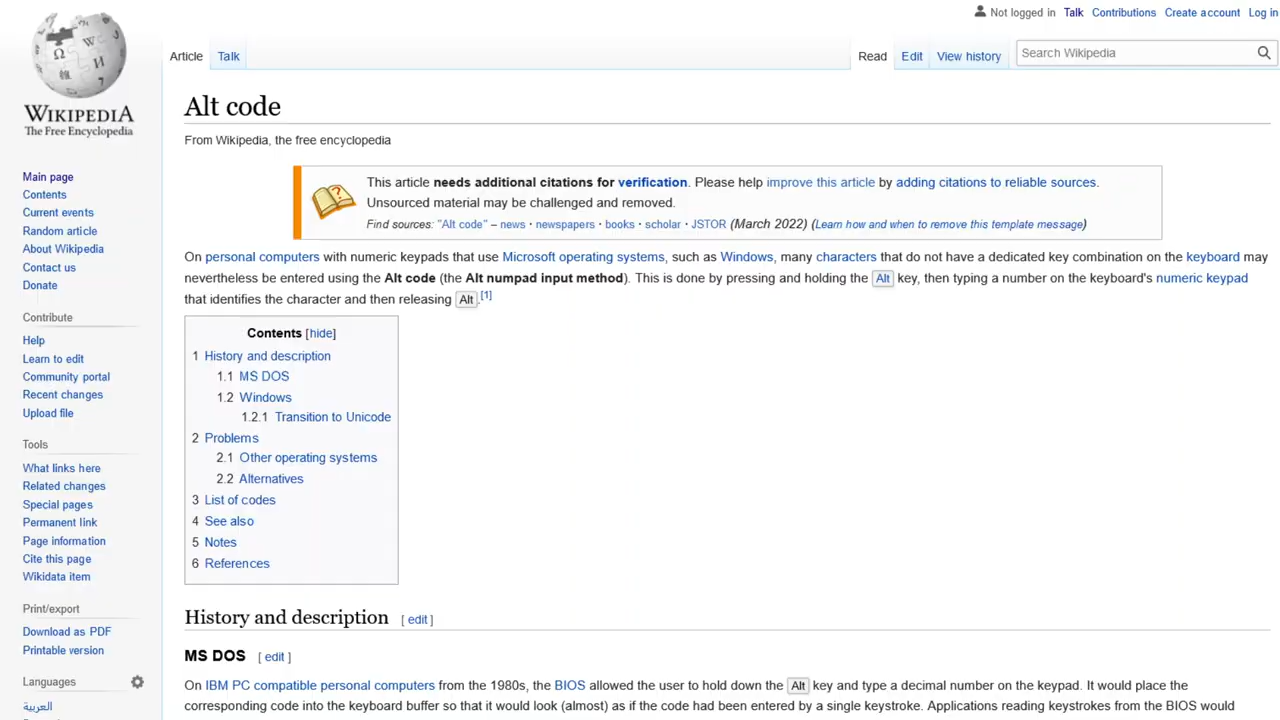 Not logged in Talk Contributions Create account Log in
Article Talk Read Edit View history Search Wikipedia
WIKIPEDIA
The Free Encyclopedia
Main page
Contents
Current events
Random article
About Wikipedia
Contact us
Donate
Contribute
Help
Learn to edit
Community portal
Recent changes
Upload file
Tools
What links here
Related changes
Special pages
Permanent link
Page information
Cite this page
Wikidata item
Print/export
Download as PDF
Printable version
Languages
العربية
Alt code
From Wikipedia, the free encyclopedia
This article needs additional citations for verification. Please help improve this article by adding citations to reliable sources.
Unsourced material may be challenged and removed.
Find sources: "Alt code" – news · newspapers · books · scholar · JSTOR (March 2022) (Learn how and when to remove this template message)
On personal computers with numeric keypads that use Microsoft operating systems, such as Windows, many characters that do not have a dedicated key combination on the keyboard may
nevertheless be entered using the Alt code (the Alt numpad input method). This is done by pressing and holding the Alt key, then typing a number on the keyboard's numeric keypad
that identifies the character and then releasing Alt.[1]
Contents [hide]
1 History and description
1.1 MS DOS
1.2 Windows
1.2.1 Transition to Unicode
2 Problems
2.1 Other operating systems
2.2 Alternatives
3 List of codes
4 See also
5 Notes
6 References
History and description [ edit ]
MS DOS [ edit ]
On IBM PC compatible personal computers from the 1980s, the BIOS allowed the user to hold down the Alt key and type a decimal number on the keypad. It would place the
corresponding code into the keyboard buffer so that it would look (almost) as if the code had been entered by a single keystroke. Applications reading keystrokes from the BIOS would